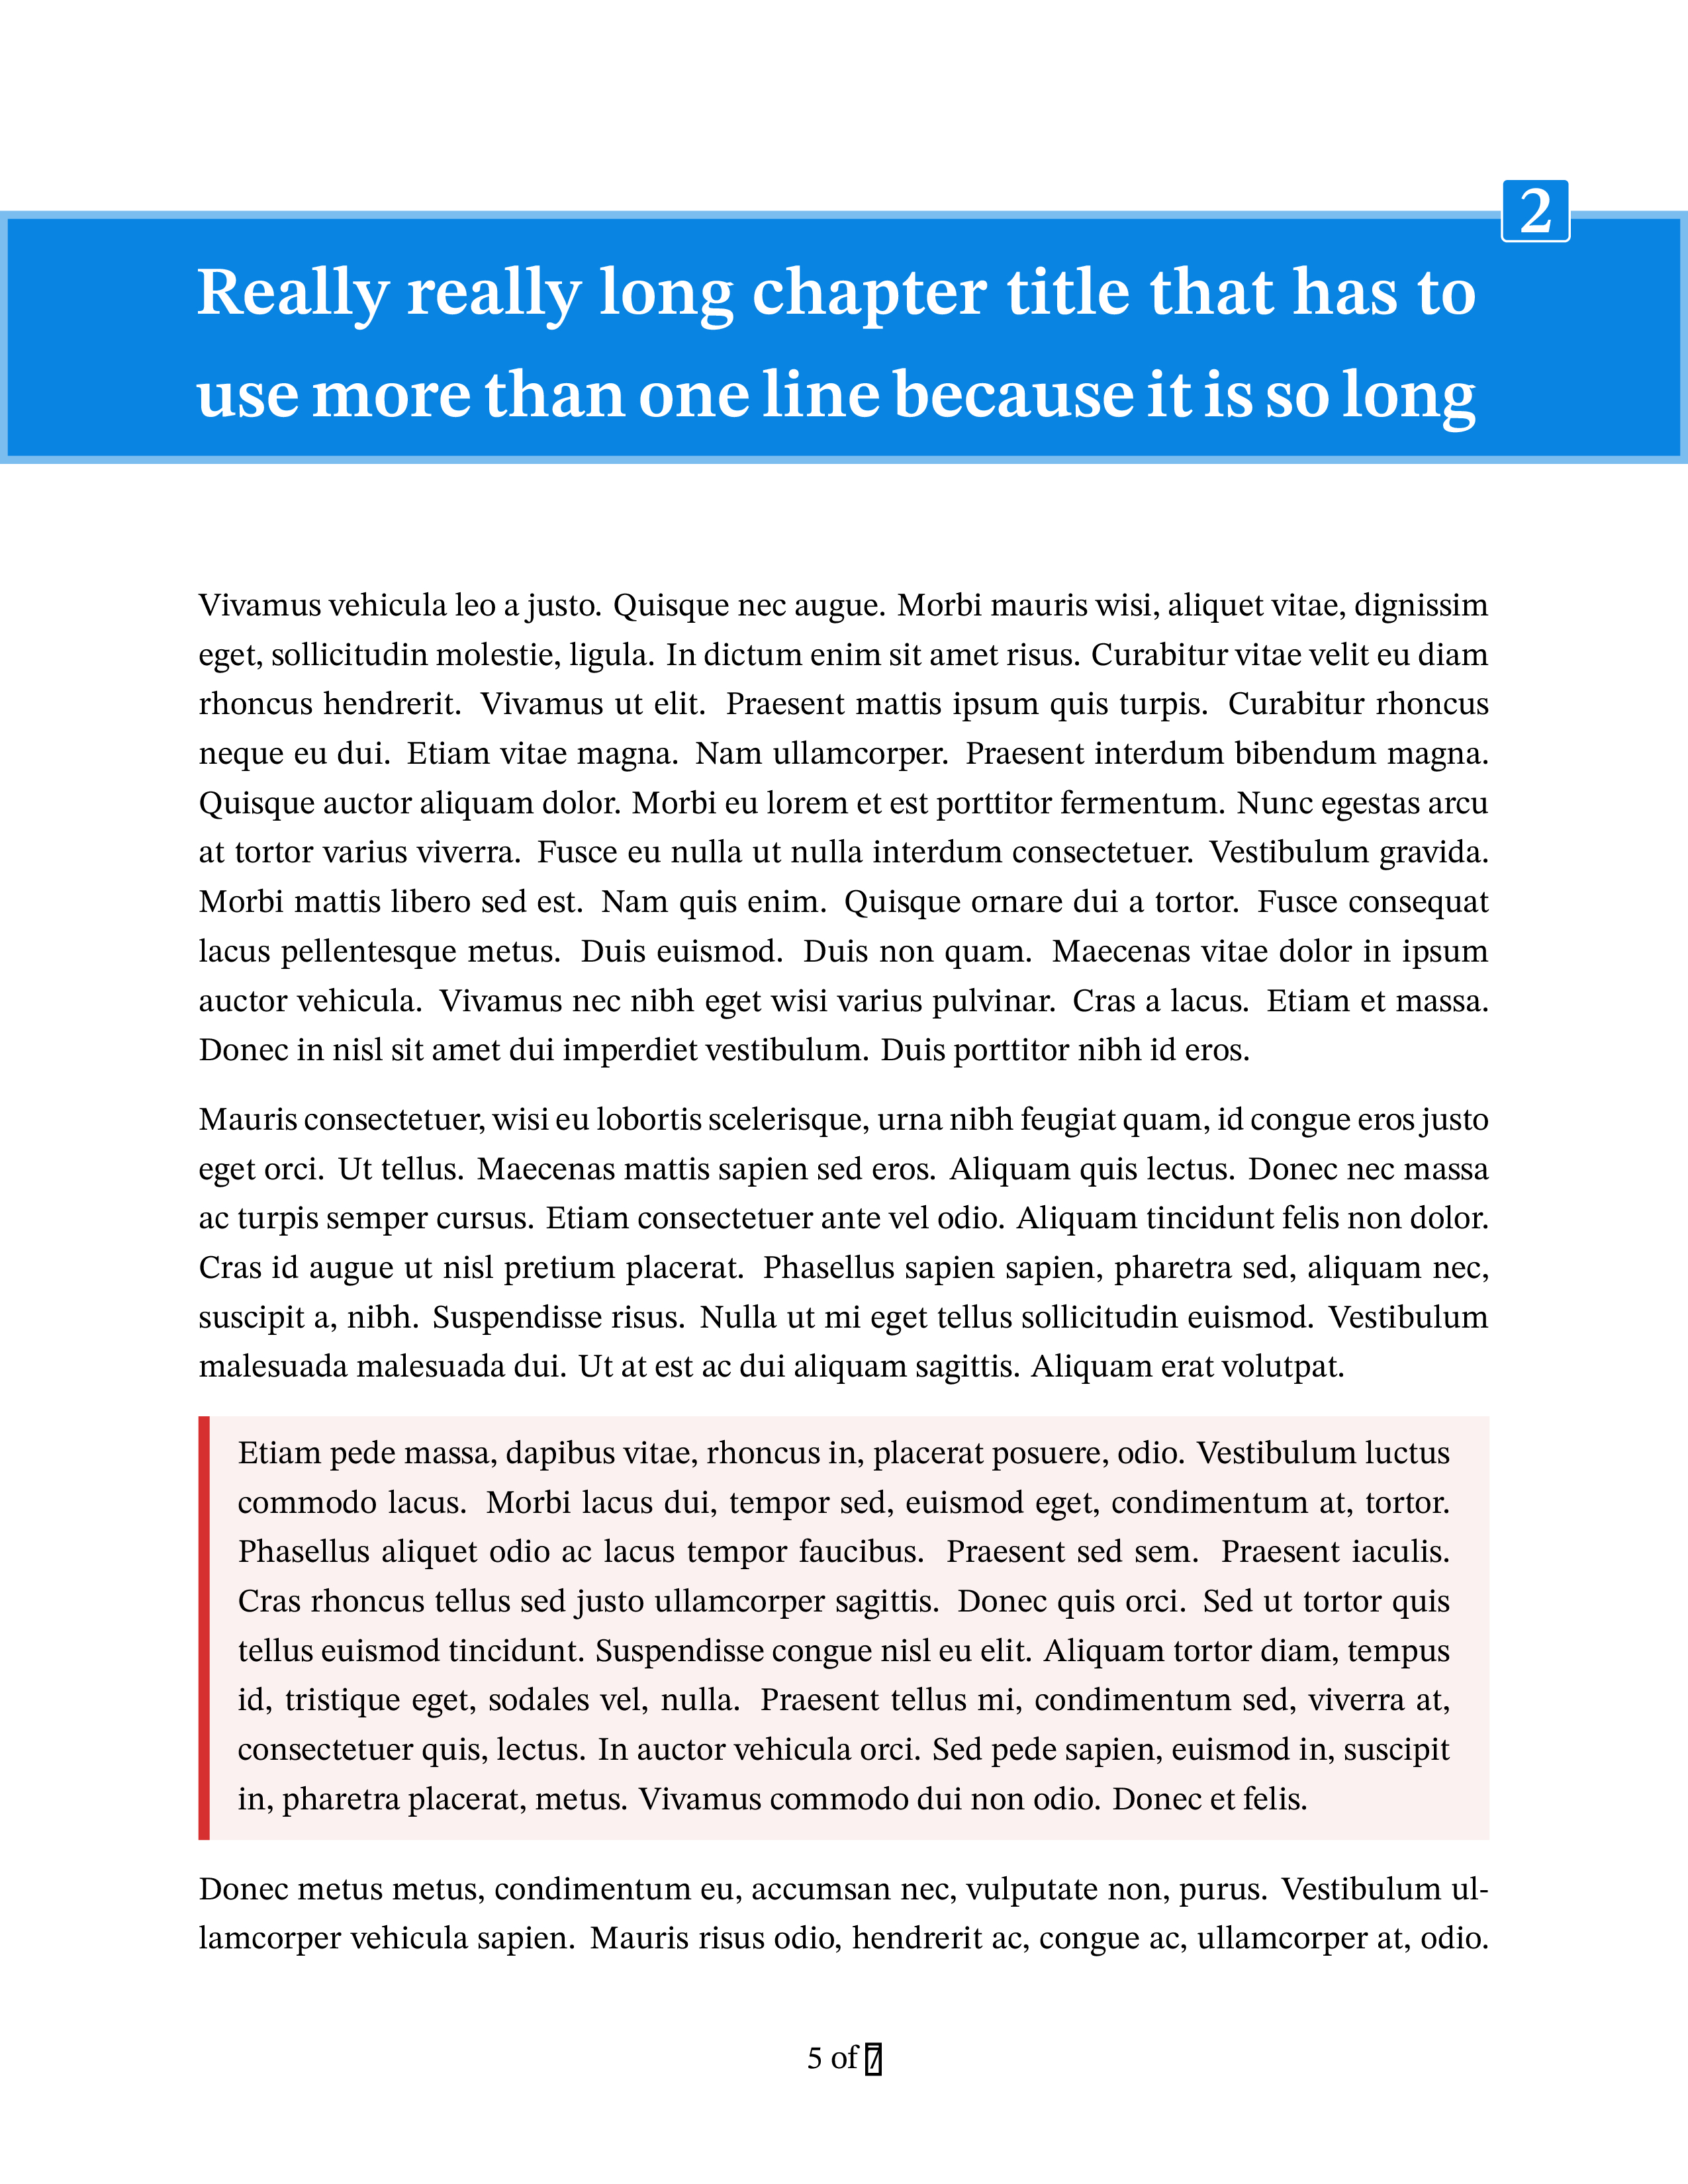 2
Really really long chapter title that has to
use more than one line because it is so long
Vivamus vehicula leo a justo. Quisque nec augue. Morbi mauris wisi, aliquet vitae, dignissim
eget, sollicitudin molestie, ligula. In dictum enim sit amet risus. Curabitur vitae velit eu diam
rhoncus hendrerit. Vivamus ut elit. Praesent mattis ipsum quis turpis. Curabitur rhoncus
neque eu dui. Etiam vitae magna. Nam ullamcorper. Praesent interdum bibendum magna.
Quisque auctor aliquam dolor. Morbi eu lorem et est porttitor fermentum. Nunc egestas arcu
at tortor varius viverra. Fusce eu nulla ut nulla interdum consectetuer. Vestibulum gravida.
Morbi mattis libero sed est. Nam quis enim. Quisque ornare dui a tortor. Fusce consequat
lacus pellentesque metus. Duis euismod. Duis non quam. Maecenas vitae dolor in ipsum
auctor vehicula. Vivamus nec nibh eget wisi varius pulvinar. Cras a lacus. Etiam et massa.
Donec in nisl sit amet dui imperdiet vestibulum. Duis porttitor nibh id eros.
Mauris consectetuer, wisi eu lobortis scelerisque, urna nibh feugiat quam, id congue eros justo
eget orci. Ut tellus. Maecenas mattis sapien sed eros. Aliquam quis lectus. Donec nec massa
ac turpis semper cursus. Etiam consectetuer ante vel odio. Aliquam tincidunt felis non dolor.
Cras id augue ut nisl pretium placerat. Phasellus sapien sapien, pharetra sed, aliquam nec,
suscipit a, nibh. Suspendisse risus. Nulla ut mi eget tellus sollicitudin euismod. Vestibulum
malesuada malesuada dui. Ut at est ac dui aliquam sagittis. Aliquam erat volutpat.
Etiam pede massa, dapibus vitae, rhoncus in, placerat posuere, odio. Vestibulum luctus
commodo lacus. Morbi lacus dui, tempor sed, euismod eget, condimentum at, tortor.
Phasellus aliquet odio ac lacus tempor faucibus. Praesent sed sem. Praesent iaculis.
Cras rhoncus tellus sed justo ullamcorper sagittis. Donec quis orci. Sed ut tortor quis
tellus euismod tincidunt. Suspendisse congue nisl eu elit. Aliquam tortor diam, tempus
id, tristique eget, sodales vel, nulla. Praesent tellus mi, condimentum sed, viverra at,
consectetuer quis, lectus. In auctor vehicula orci. Sed pede sapien, euismod in, suscipit
in, pharetra placerat, metus. Vivamus commodo dui non odio. Donec et felis.
Donec metus metus, condimentum eu, accumsan nec, vulputate non, purus. Vestibulum ul-
lamcorper vehicula sapien. Mauris risus odio, hendrerit ac, congue ac, ullamcorper at, odio.
5 of 7